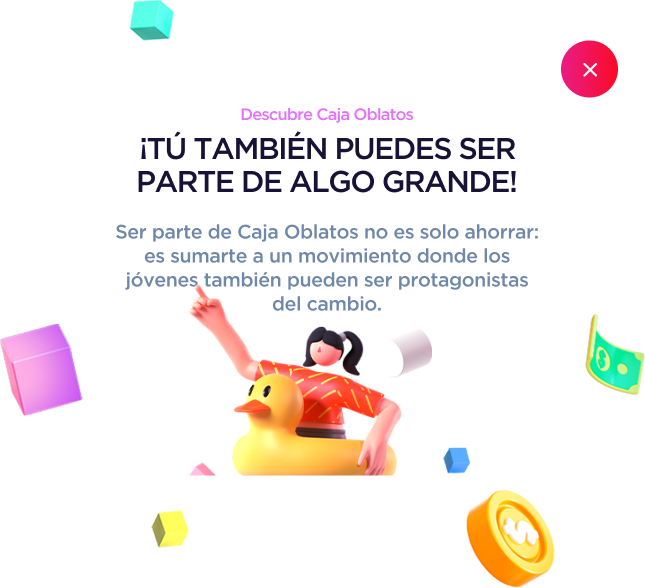 Descubre Caja Oblatos
¡TÚ TAMBIÉN PUEDES SER
PARTE DE ALGO GRANDE!
Ser parte de Caja Oblatos no es solo ahorrar:
es sumarte a un movimiento donde los
jóvenes también pueden ser protagonistas
del cambio.